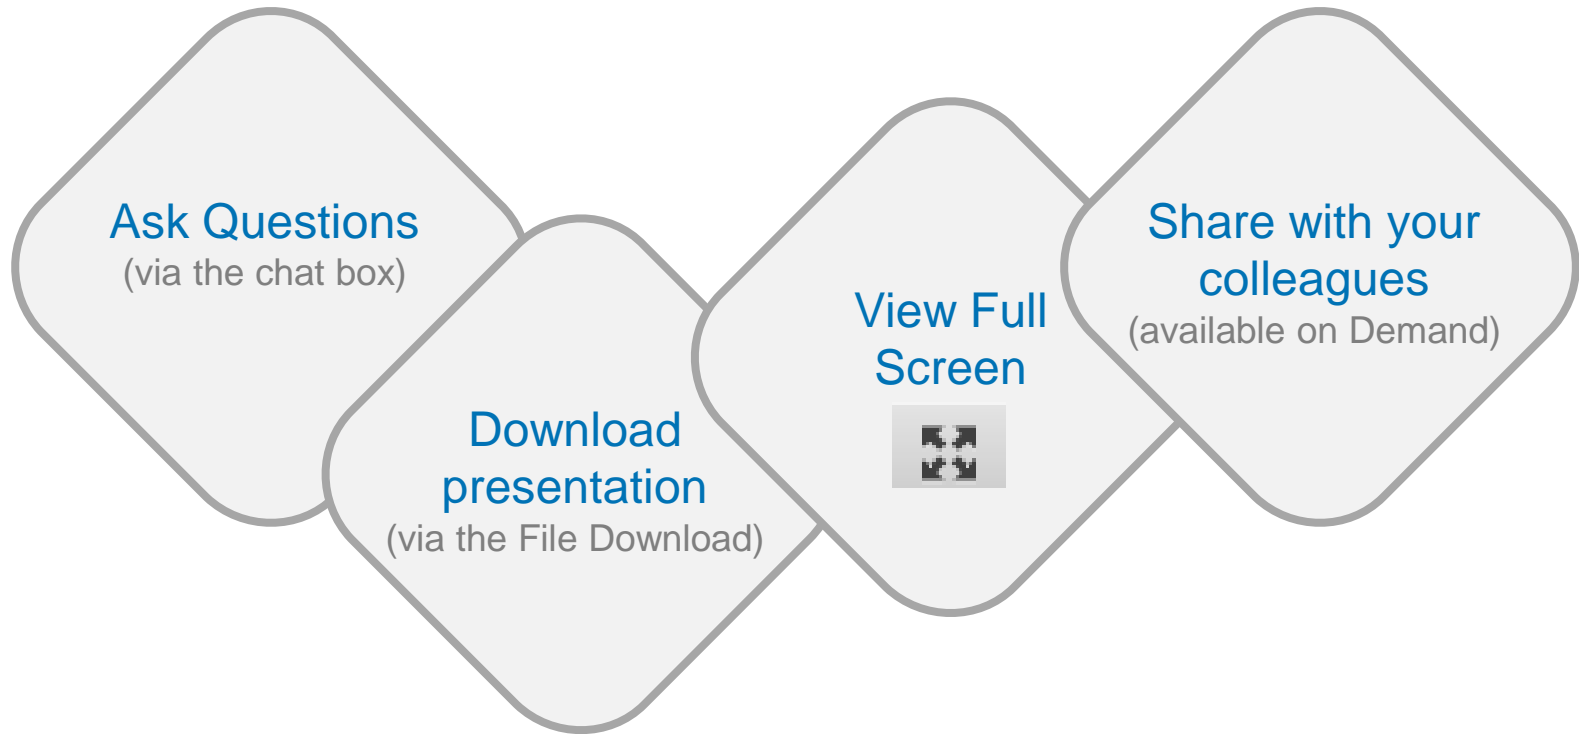 Ask Questions
(via the chat box)
Download
presentation
(via the File Download)
View Full
Screen
Share with your
colleagues
(available on Demand)